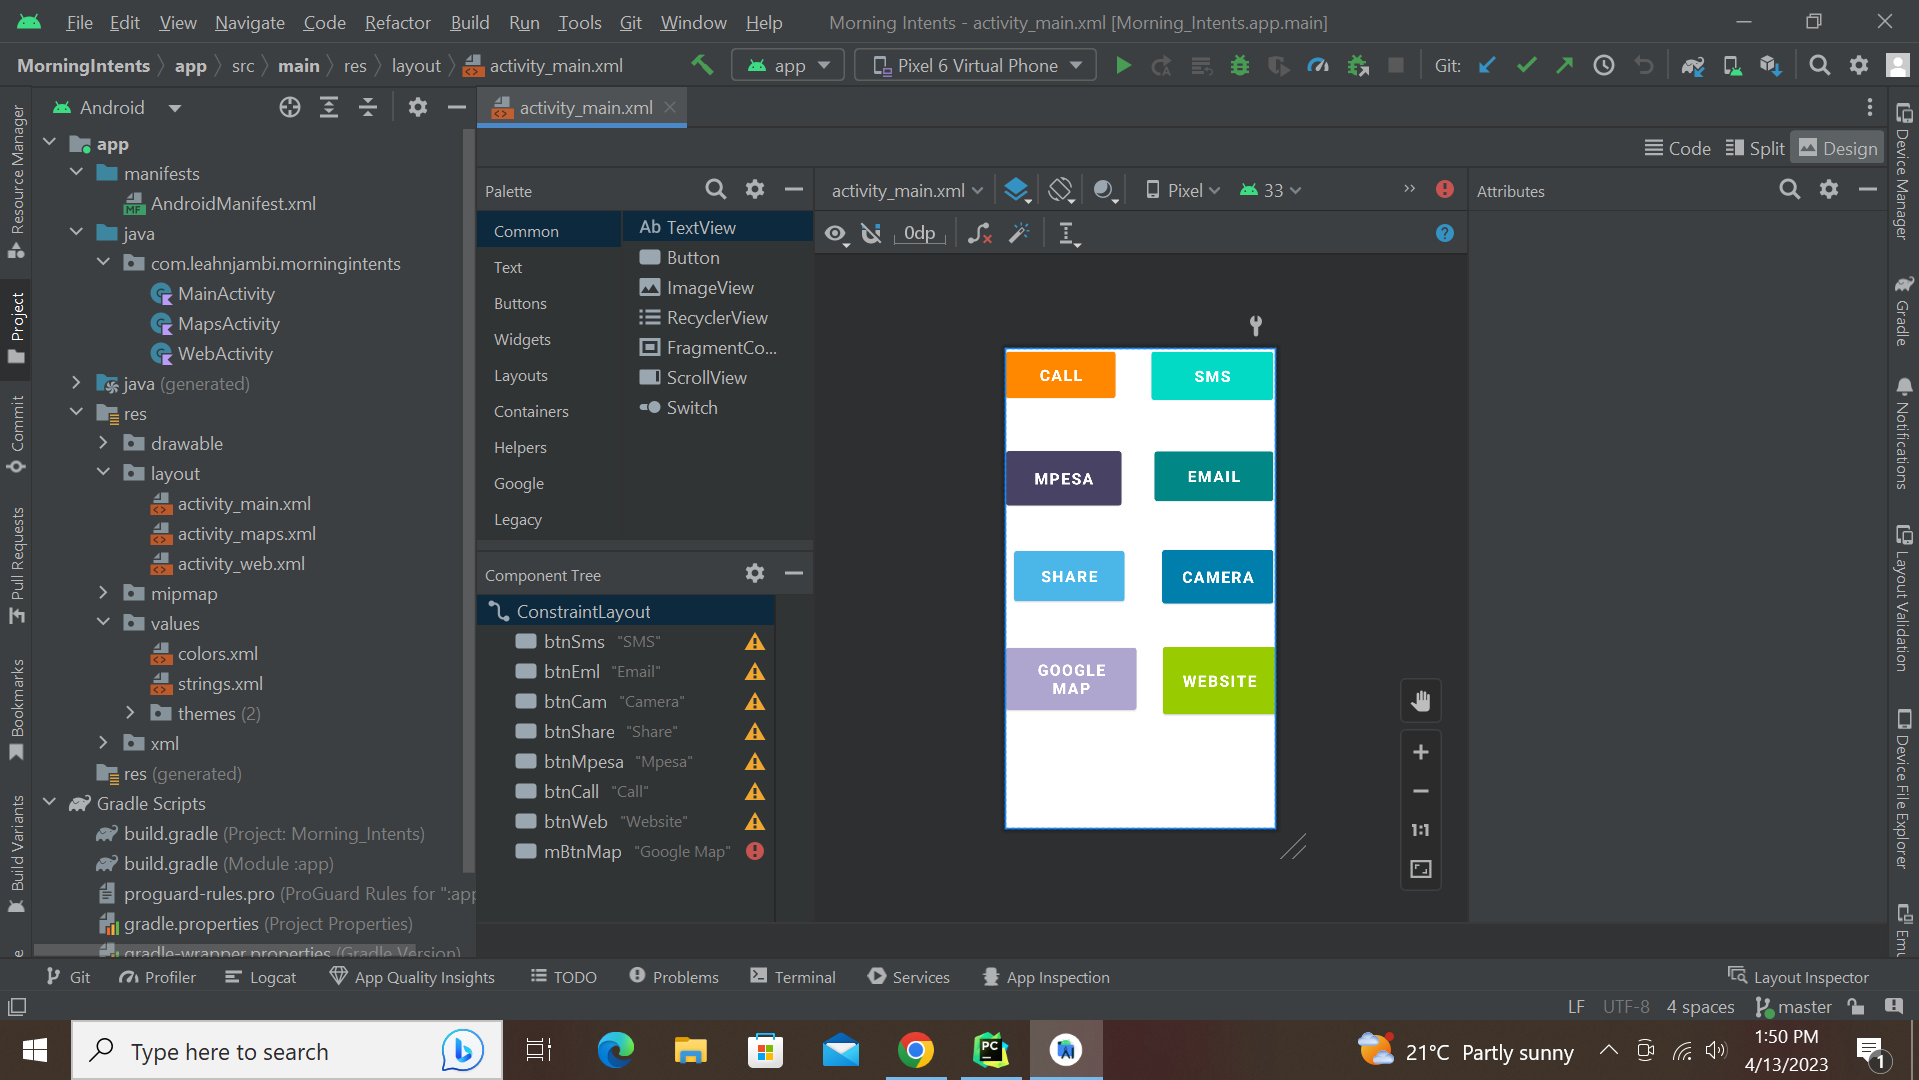 File Edit View Navigate Code Refactor Build Run Tools Git Window Help Morning Intents - activity_main.xml [Morning_Intents.app.main]
MorningIntents app src main res layout activity_main.xml app Pixel 6 Virtual Phone Git:
Android
activity_main.xml
Code Split Design
app
manifests
AndroidManifest.xml
java
com.leahnjambi.morningintents
MainActivity
MapsActivity
WebActivity
java (generated)
res
drawable
layout
activity_main.xml
activity_maps.xml
activity_web.xml
mipmap
values
colors.xml
strings.xml
themes (2)
xml
res (generated)
Gradle Scripts
build.gradle (Project: Morning_Intents)
build.gradle (Module :app)
proguard-rules.pro (ProGuard Rules for ":app
gradle.properties (Project Properties)
gradle-wrapper.properties (Gradle Version)
Resource Manager
Project
Commit
Pull Requests
Bookmarks
Build Variants
Palette
Common
Text
Buttons
Widgets
Layouts
Containers
Helpers
Google
Legacy
Ab TextView
Button
ImageView
RecyclerView
FragmentCo...
ScrollView
Switch
Component Tree
ConstraintLayout
btnSms "SMS"
btnEml "Email"
btnCam "Camera"
btnShare "Share"
btnMpesa "Mpesa"
btnCall "Call"
btnWeb "Website"
mBtnMap "Google Map"
activity_main.xml Pixel 33
0dp
CALL SMS
MPESA EMAIL
SHARE CAMERA
GOOGLE
MAP
WEBSITE
1:1
Attributes
Device Manager
Gradle
Notifications
Layout Validation
Device File Explorer
Emu
Git Profiler Logcat App Quality Insights TODO Problems Terminal Services App Inspection Layout Inspector
LF UTF-8 4 spaces master
Type here to search
PC
21°C Partly sunny
1:50 PM
4/13/2023
1